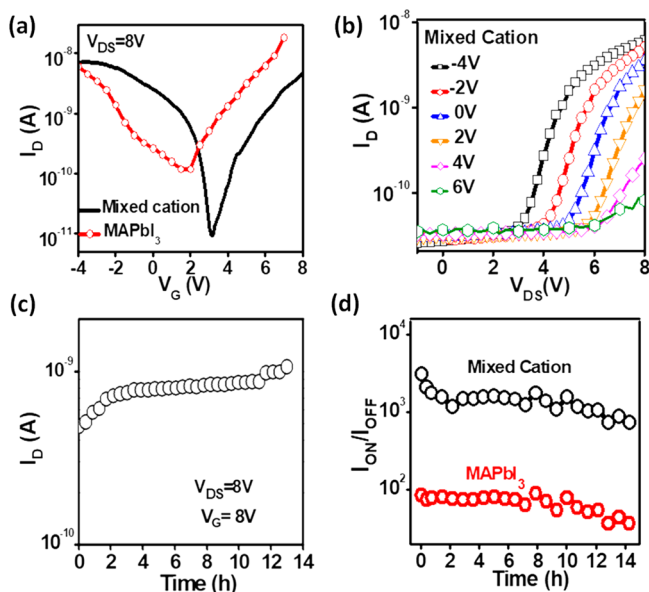 (a)
V_DS=8V
10^-8
10^-9
10^-10
10^-11
I_D (A)
Mixed cation
MAPbI_3
-4 -2 0 2 4 6 8
V_G (V)
(b)
Mixed Cation
-4V
-2V
0V
2V
4V
6V
10^-8
10^-9
10^-10
I_D (A)
0 2 4 6 8
V_DS(V)
(c)
10^-9
10^-10
I_D (A)
V_DS=8V
V_G= 8V
0 2 4 6 8 10 12 14
Time (h)
(d)
10^4
10^3
10^2
I_ON/I_OFF
Mixed Cation
MAPbI_3
0 2 4 6 8 10 12 14
Time (h)